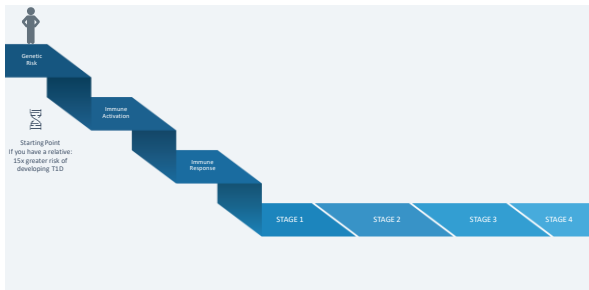 Genetic
Risk
Immune
Activation
Starting Point
If you have a relative:
15x greater risk of
developing T1D
Immune
Response
STAGE 1
STAGE 2
STAGE 3
STAGE 4